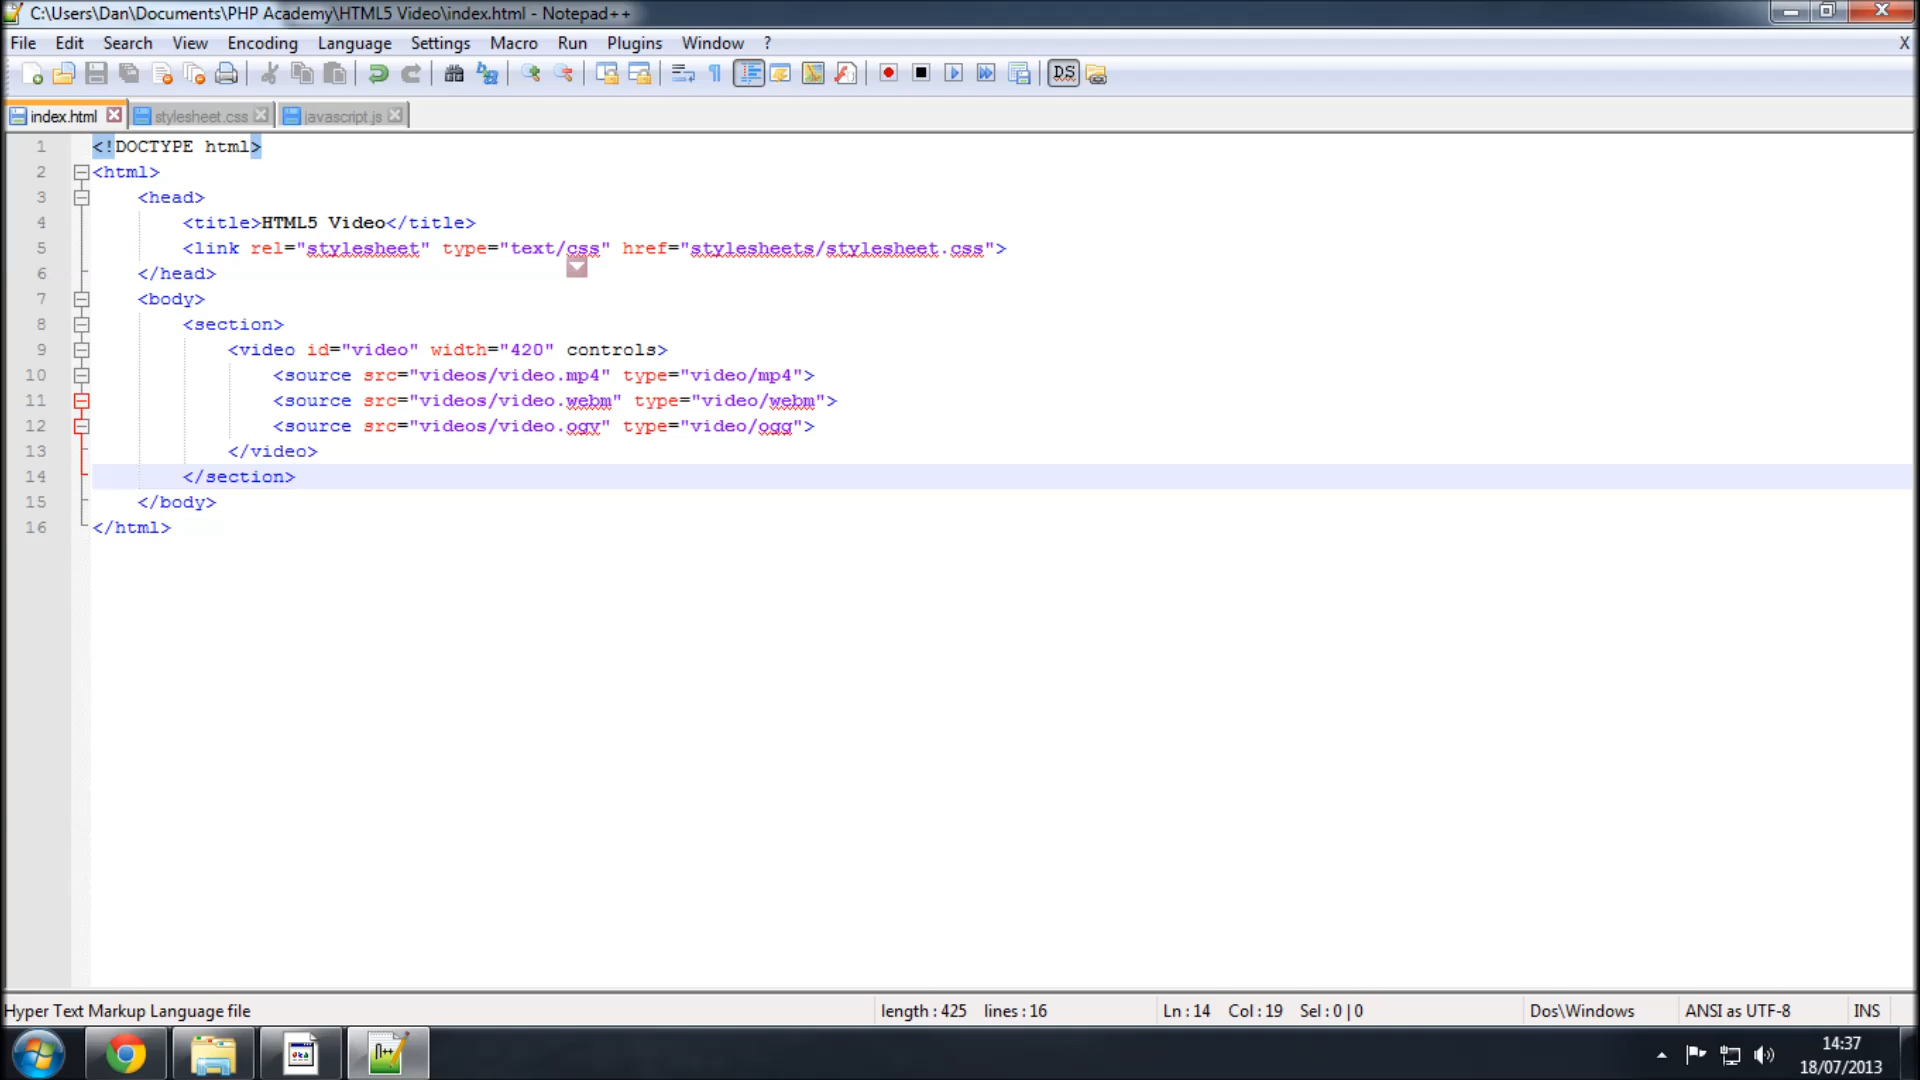 C:\Users\Dan\Documents\PHP Academy\HTML5 Video\index.html - Notepad++
File Edit Search View Encoding Language Settings Macro Run Plugins Window ? X
DS
index.html stylesheet.css javascript.js
1 <!DOCTYPE html>
2 <html>
3 <head>
4 <title>HTML5 Video</title>
5 <link rel="stylesheet" type="text/css" href="stylesheets/stylesheet.css">
6 </head>
7 <body>
8 <section>
9 <video id="video" width="420" controls>
10 <source src="videos/video.mp4" type="video/mp4">
11 <source src="videos/video.webm" type="video/webm">
12 <source src="videos/video.ogv" type="video/ogg">
13 </video>
14 </section>
15 </body>
16 </html>
Hyper Text Markup Language file length : 425 lines : 16 Ln : 14 Col : 19 Sel : 0 | 0 Dos\Windows ANSI as UTF-8 INS
14:37
18/07/2013